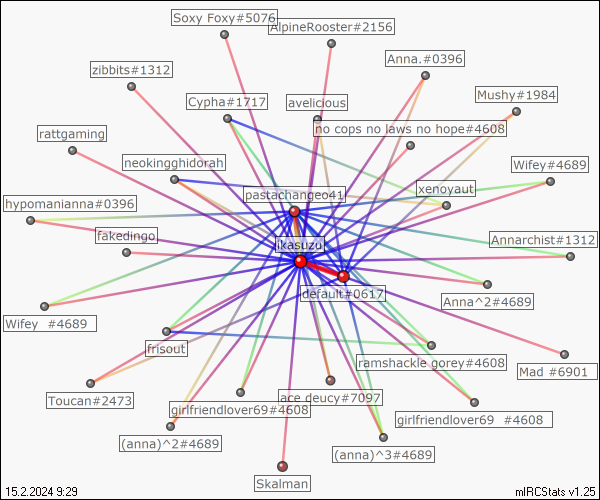 Soxy Foxy#5076
AlpineRooster#2156
Anna.#0396
zibbits#1312
Mushy#1984
Cypha#1717
avelicious
no cops no laws no hope#4608
rattgaming
neokingghidorah
Wifey#4689
xenoyaut
pastachangeo41
hypomanianna#0396
fakedingo
ikasuzu
Annarchist#1312
default#0617
Anna^2#4689
Wifey #4689
frisout
ramshackle gorey#4608
Mad #6901
Toucan#2473
girlfriendlover69#4608
ace deucy#7097
girlfriendlover69 #4608
(anna)^2#4689
(anna)^3#4689
Skalman
15.2.2024 9:29
mIRCStats v1.25